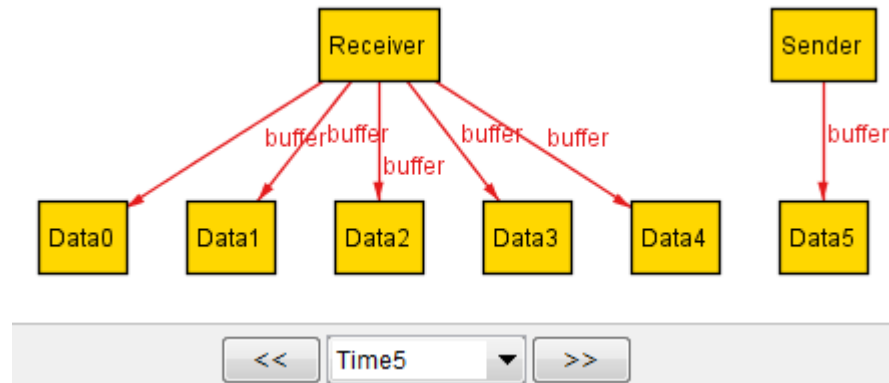 Receiver
Sender
buffer
buffer
buffer
buffer
buffer
buffer
Data0
Data1
Data2
Data3
Data4
Data5
<<
Time5
>>